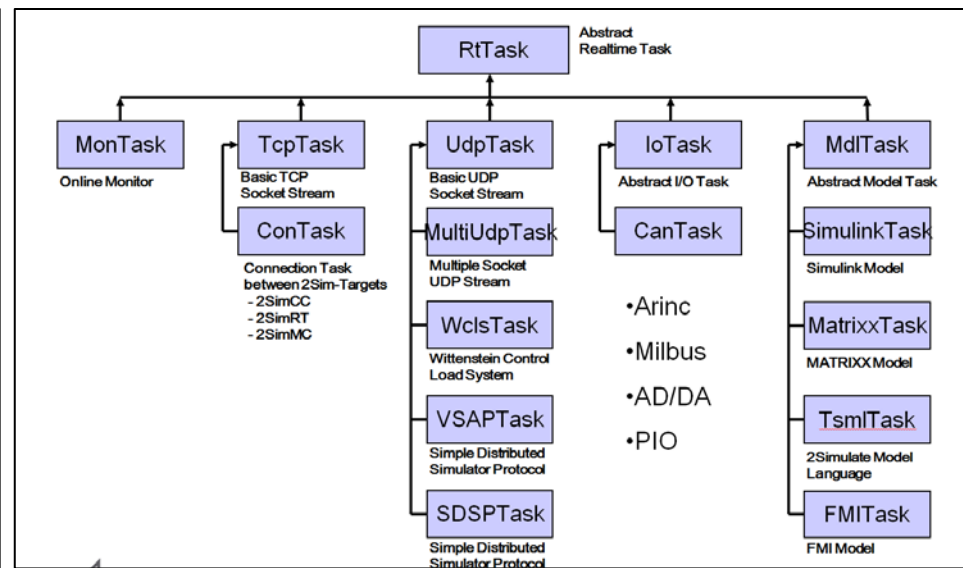 RtTask
Abstract
Realtime Task
MonTask
Online Monitor
TcpTask
Basic TCP
Socket Stream
ConTask
Connection Task
between 2Sim-Targets
- 2SimCC
- 2SimRT
- 2SimMC
UdpTask
Basic UDP
Socket Stream
MultiUdpTask
Multiple Socket
UDP Stream
WclsTask
Wittenstein Control
Load System
VSAPTask
Simple Distributed
Simulator Protocol
SDSPTask
Simple Distributed
Simulator Protocol
IoTask
Abstract I/O Task
CanTask
•Arinc
•Milbus
•AD/DA
•PIO
MdlTask
Abstract Model Task
SimulinkTask
Simulink Model
MatrixxTask
MATRIXX Model
TsmlTask
2Simulate Model
Language
FMITask
FMI Model